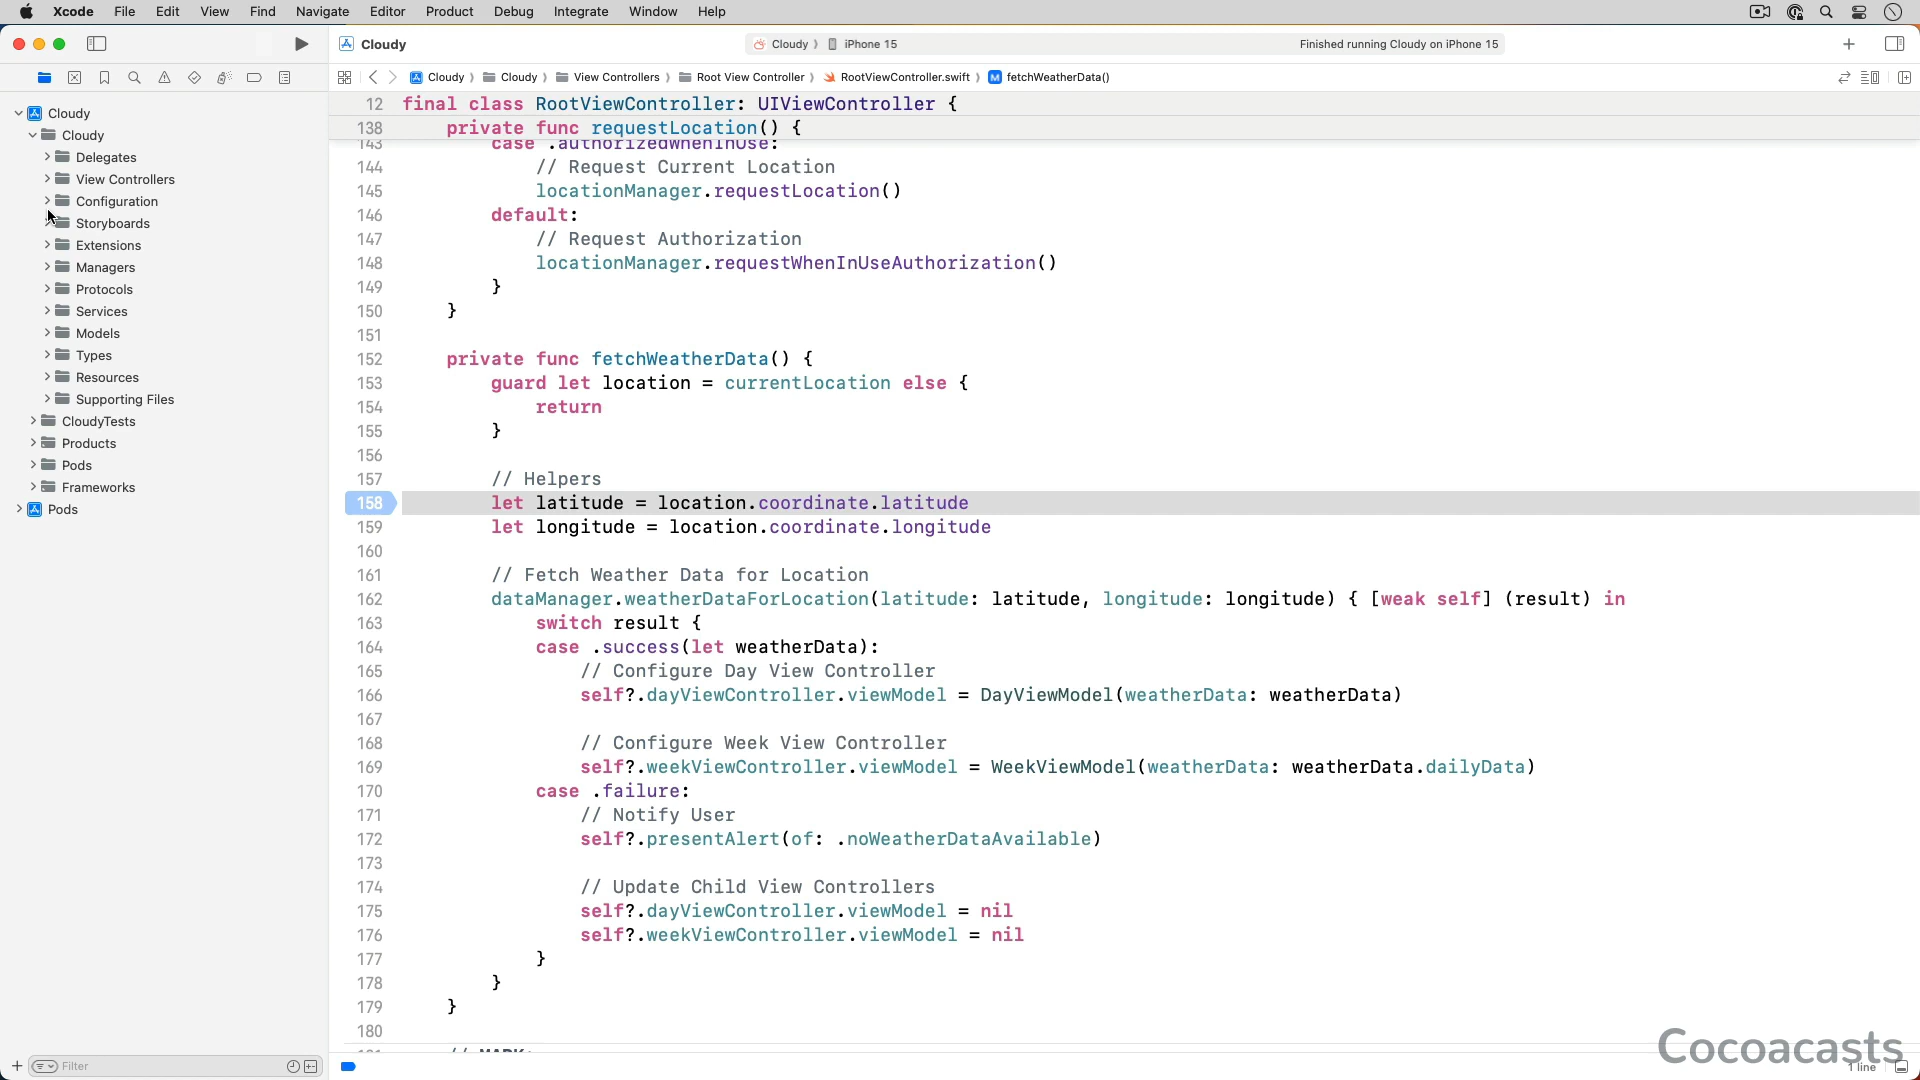 Xcode File Edit View Find Navigate Editor Product Debug Integrate Window Help
Cloudy
Cloudy iPhone 15
Finished running Cloudy on iPhone 15
Cloudy Cloudy View Controllers Root View Controller RootViewController.swift M fetchWeatherData()
Cloudy
Cloudy
Delegates
View Controllers
Configuration
Storyboards
Extensions
Managers
Protocols
Services
Models
Types
Resources
Supporting Files
CloudyTests
Products
Pods
Frameworks
Pods
Filter
12 final class RootViewController: UIViewController {
138 private func requestLocation() {
143 case .authorizedWhenInUse:
144 // Request Current Location
145 locationManager.requestLocation()
146 default:
147 // Request Authorization
148 locationManager.requestWhenInUseAuthorization()
149 }
150 }
151
152 private func fetchWeatherData() {
153 guard let location = currentLocation else {
154 return
155 }
156
157 // Helpers
158 let latitude = location.coordinate.latitude
159 let longitude = location.coordinate.longitude
160
161 // Fetch Weather Data for Location
162 dataManager.weatherDataForLocation(latitude: latitude, longitude: longitude) { [weak self] (result) in
163 switch result {
164 case .success(let weatherData):
165 // Configure Day View Controller
166 self?.dayViewController.viewModel = DayViewModel(weatherData: weatherData)
167
168 // Configure Week View Controller
169 self?.weekViewController.viewModel = WeekViewModel(weatherData: weatherData.dailyData)
170 case .failure:
171 // Notify User
172 self?.presentAlert(of: .noWeatherDataAvailable)
173
174 // Update Child View Controllers
175 self?.dayViewController.viewModel = nil
176 self?.weekViewController.viewModel = nil
177 }
178 }
179 }
180
// MARK:
Cocoacasts
1 line